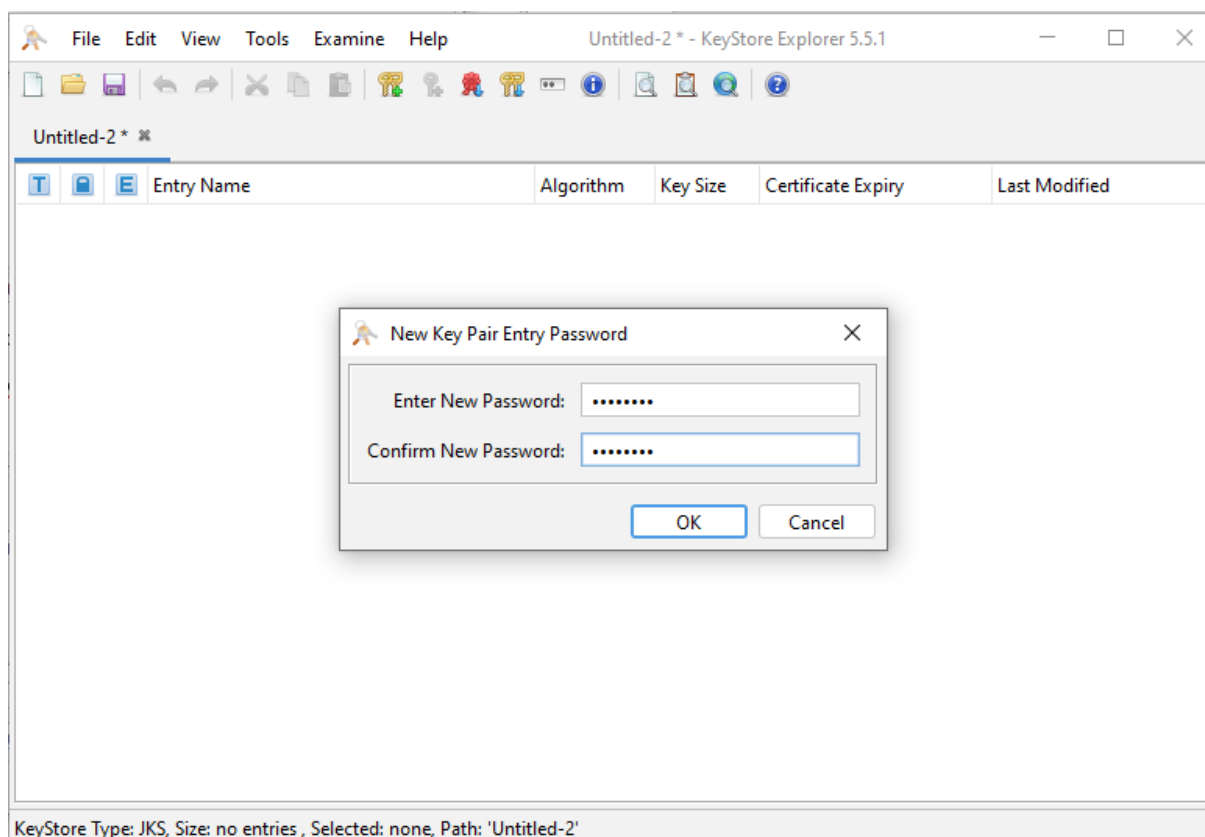 File Edit View Tools Examine Help Untitled-2 * - KeyStore Explorer 5.5.1
Untitled-2 *
T E Entry Name Algorithm Key Size Certificate Expiry Last Modified
New Key Pair Entry Password
Enter New Password: ••••••••
Confirm New Password: ••••••••
OK Cancel
KeyStore Type: JKS, Size: no entries , Selected: none, Path: 'Untitled-2'